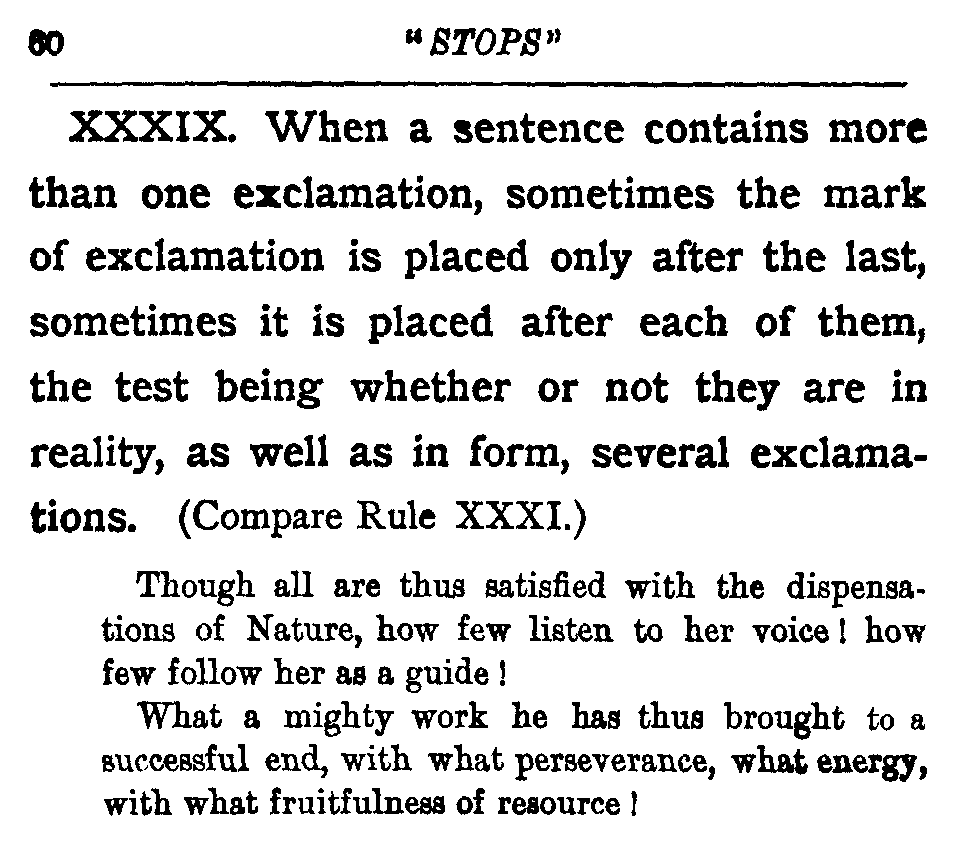 60 "STOPS"
XXXIX. When a sentence contains more
than one exclamation, sometimes the mark
of exclamation is placed only after the last,
sometimes it is placed after each of them,
the test being whether or not they are in
reality, as well as in form, several exclama-
tions. (Compare Rule XXXI.)
Though all are thus satisfied with the dispensa-
tions of Nature, how few listen to her voice! how
few follow her as a guide!
What a mighty work he has thus brought to a
successful end, with what perseverance, what energy,
with what fruitfulness of resource!